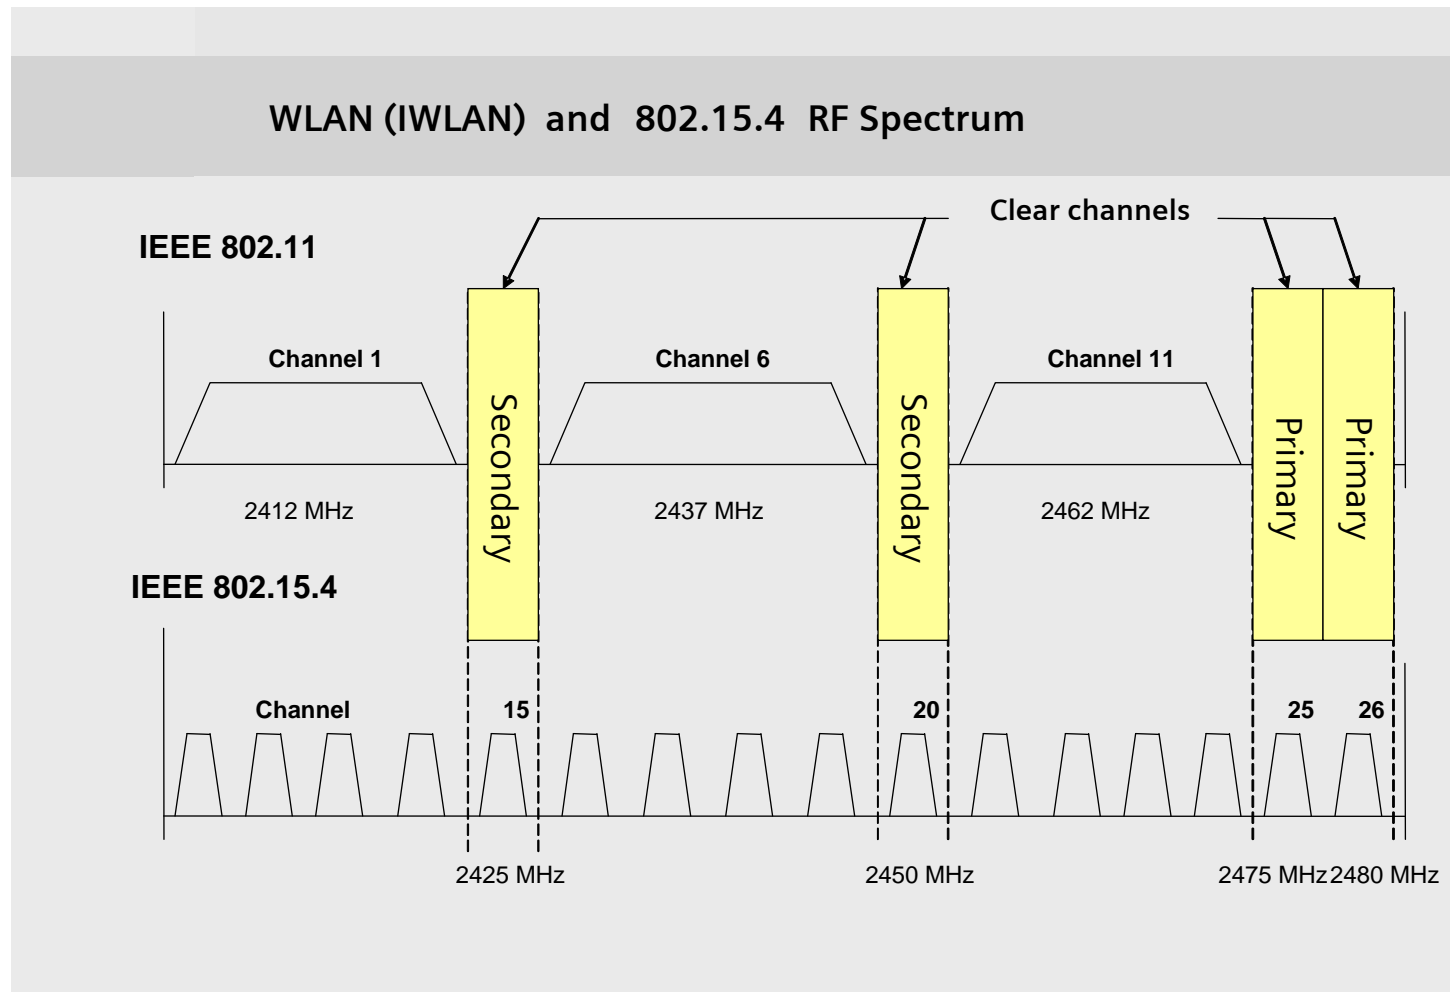 WLAN (IWLAN) and 802.15.4 RF Spectrum
Clear channels
IEEE 802.11
Channel 1
Channel 6
Channel 11
Secondary
Secondary
Primary
Primary
2412 MHz
2437 MHz
2462 MHz
IEEE 802.15.4
Channel
15
20
25
26
2425 MHz
2450 MHz
2475 MHz
2480 MHz